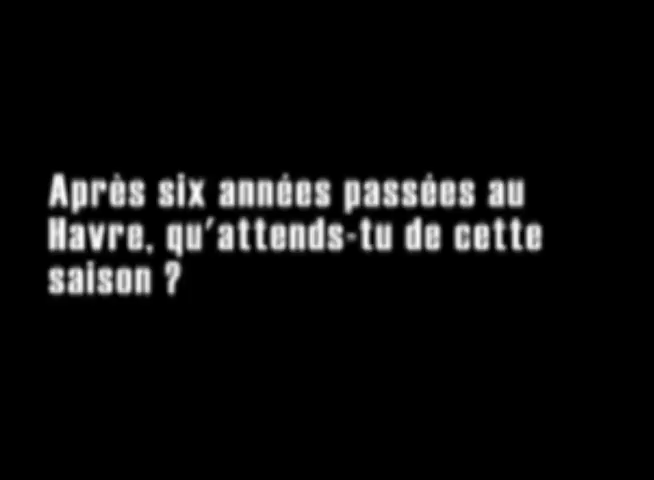 Après six années passées au
Havre, qu'attends-tu de cette
saison ?